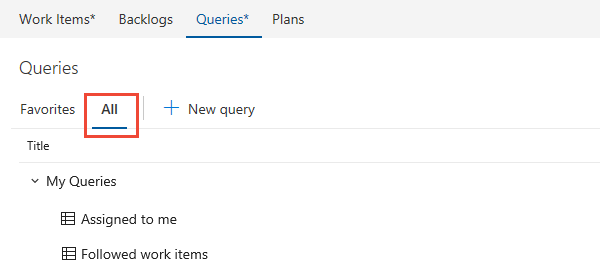 Work Items* Backlogs Queries* Plans
Queries
Favorites All New query
Title
My Queries
Assigned to me
Followed work items